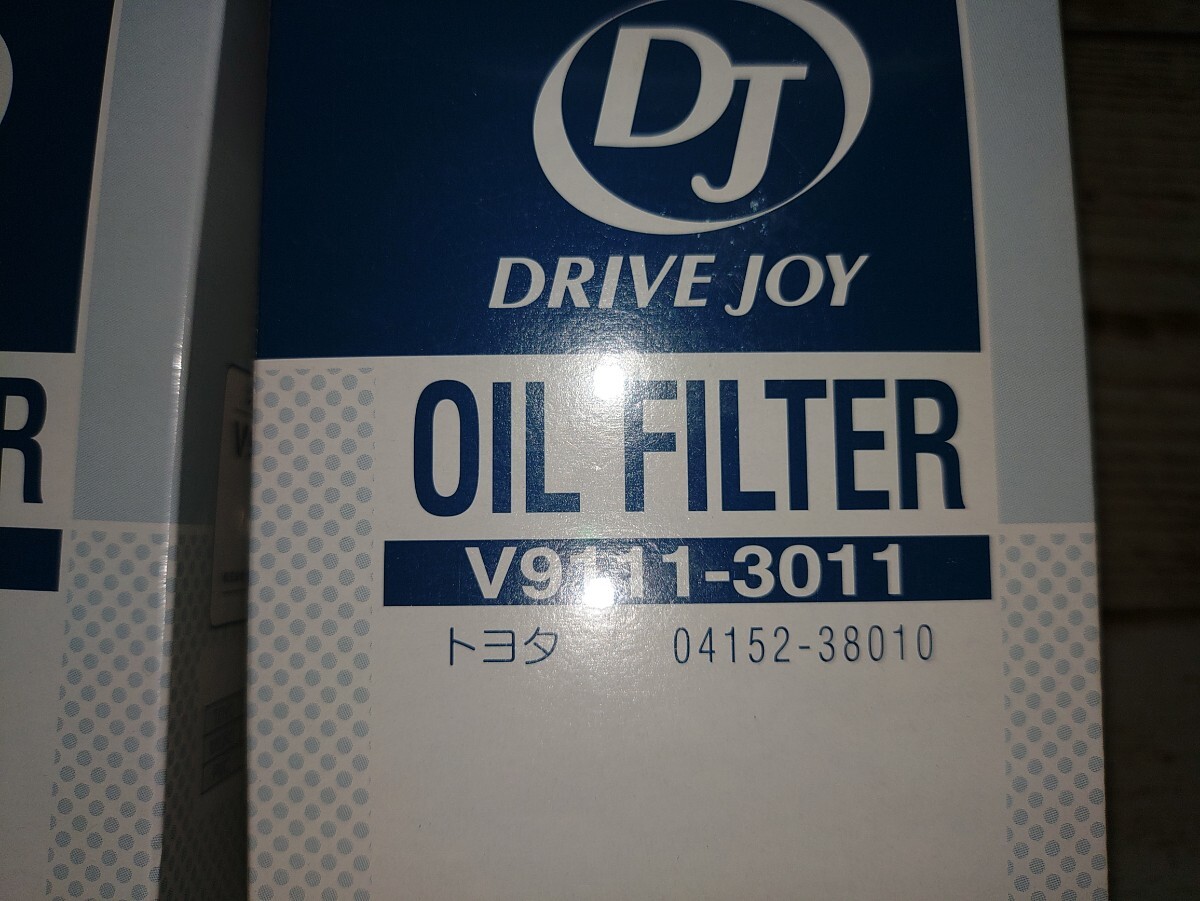 DJ
DRIVE JOY
OIL FILTER
V9111-3011
トヨタ 04152-38010
R